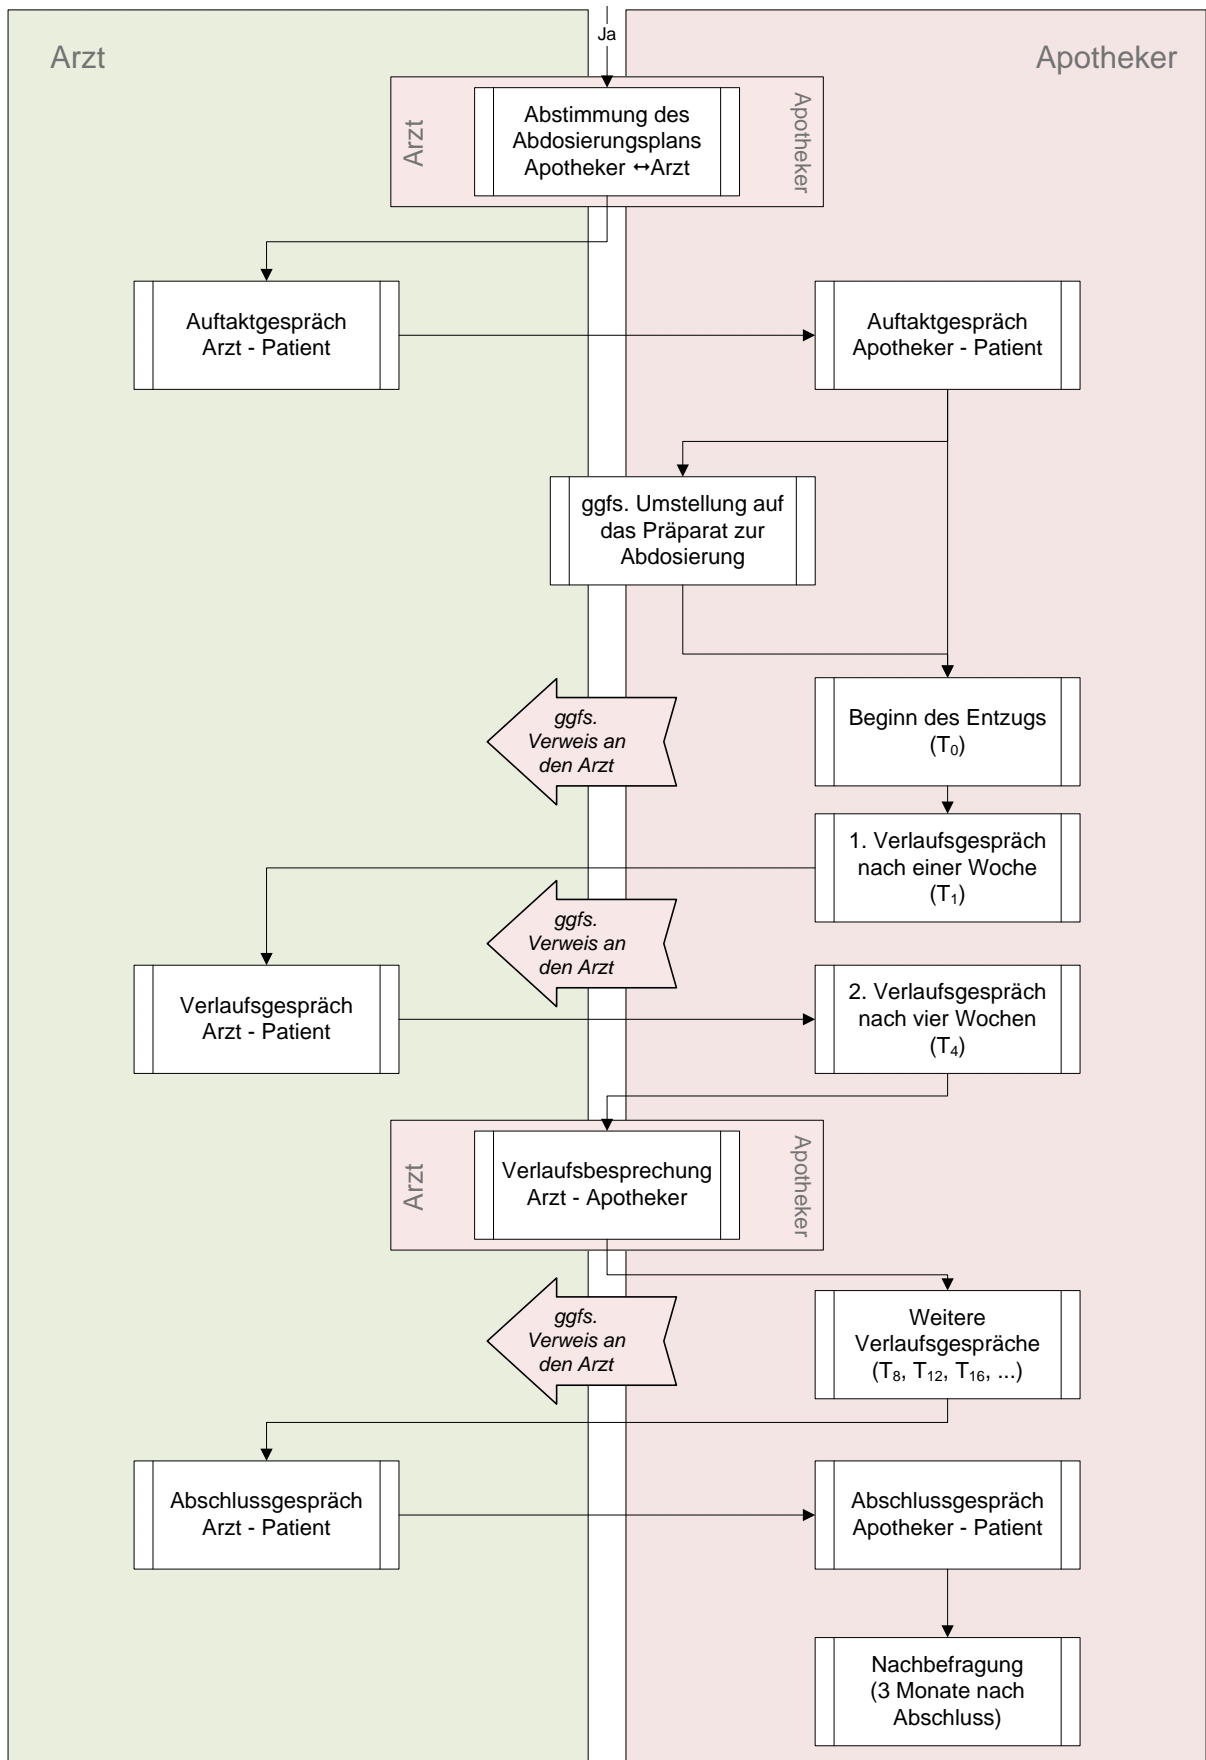 Ja
Arzt
Apotheker
Arzt
Abstimmung des
Abdosierungsplans
Apotheker ↔Arzt
Apotheker
Auftaktgespräch
Arzt - Patient
Auftaktgespräch
Apotheker - Patient
ggfs. Umstellung auf
das Präparat zur
Abdosierung
ggfs.
Verweis an
den Arzt
Beginn des Entzugs
(T₀)
1. Verlaufsgespräch
nach einer Woche
(T₁)
ggfs.
Verweis an
den Arzt
Verlaufsgespräch
Arzt - Patient
2. Verlaufsgespräch
nach vier Wochen
(T₄)
Arzt
Verlaufsbesprechung
Arzt - Apotheker
Apotheker
ggfs.
Verweis an
den Arzt
Weitere
Verlaufsgespräche
(T₈, T₁₂, T₁₆, ...)
Abschlussgespräch
Arzt - Patient
Abschlussgespräch
Apotheker - Patient
Nachbefragung
(3 Monate nach
Abschluss)